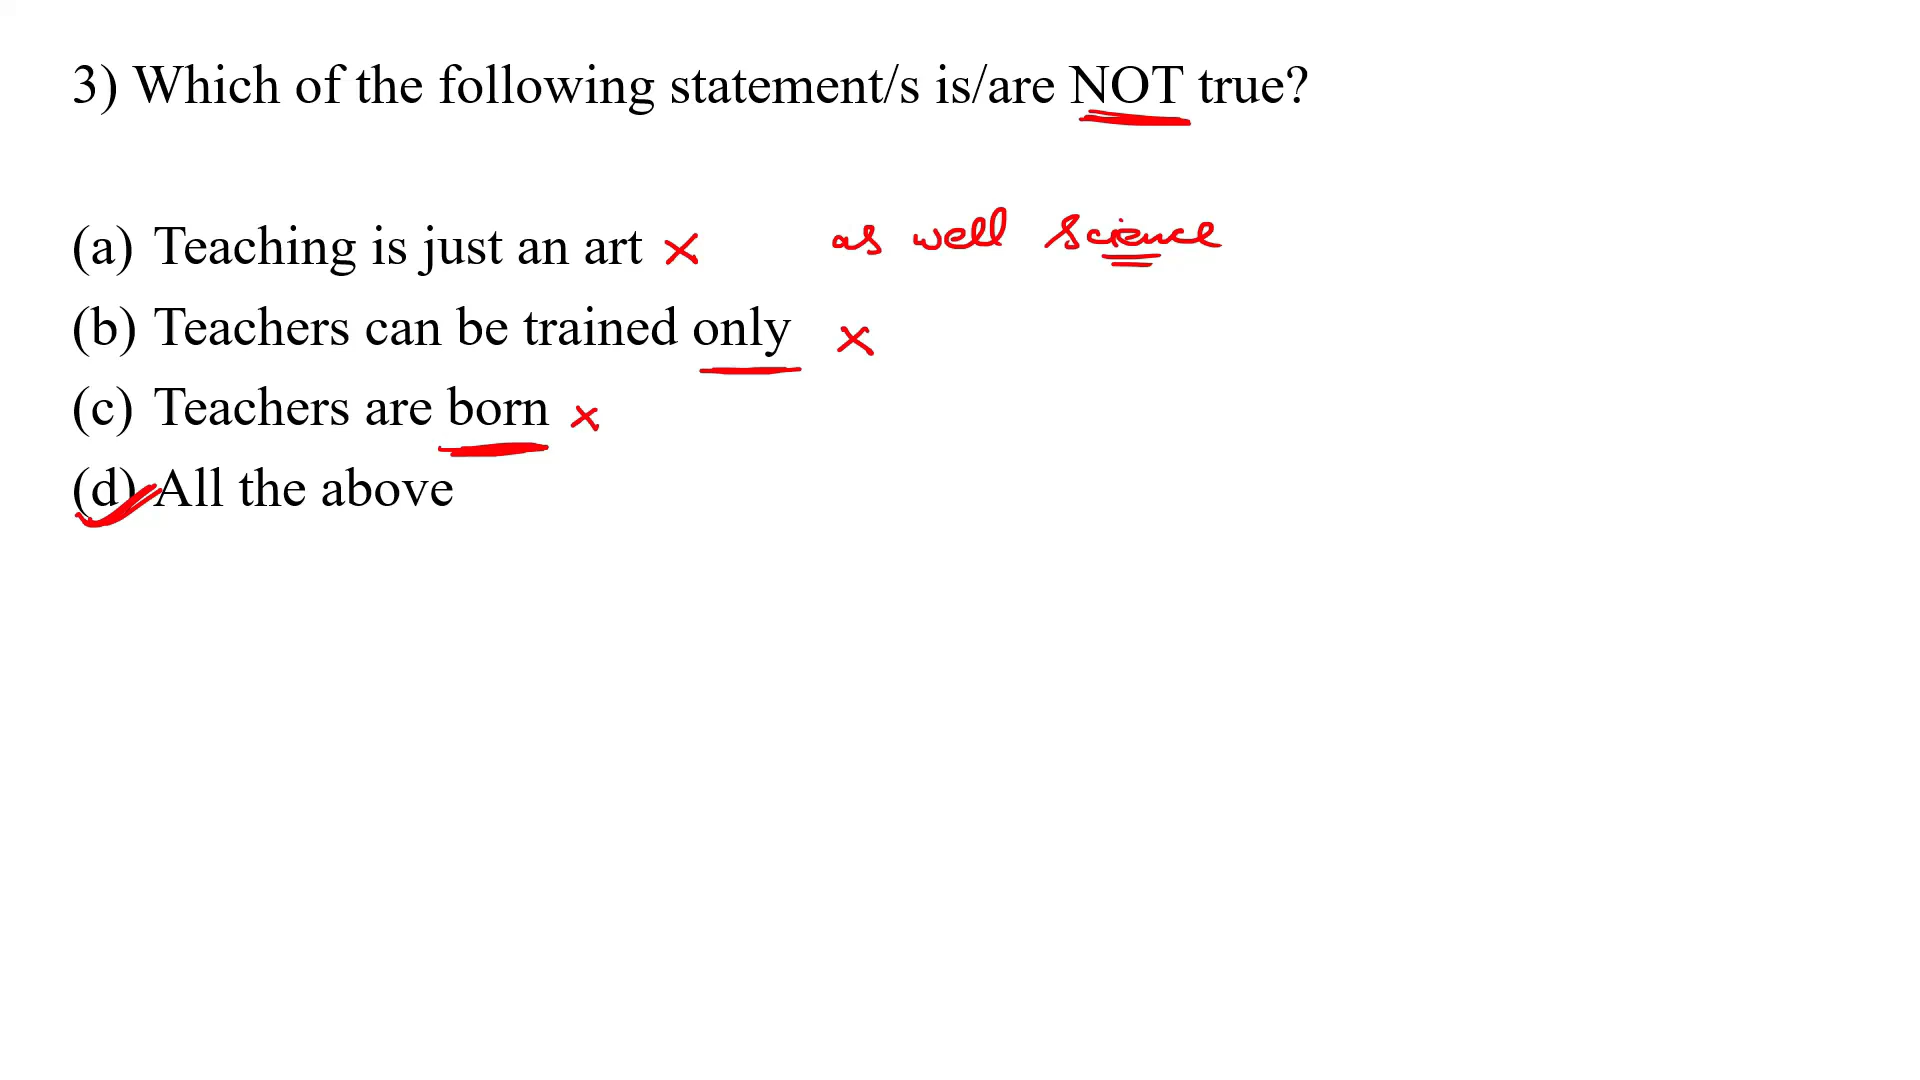 3) Which of the following statement/s is/are NOT true?
(a) Teaching is just an art × as well science
(b) Teachers can be trained only ×
(c) Teachers are born ×
(d) All the above